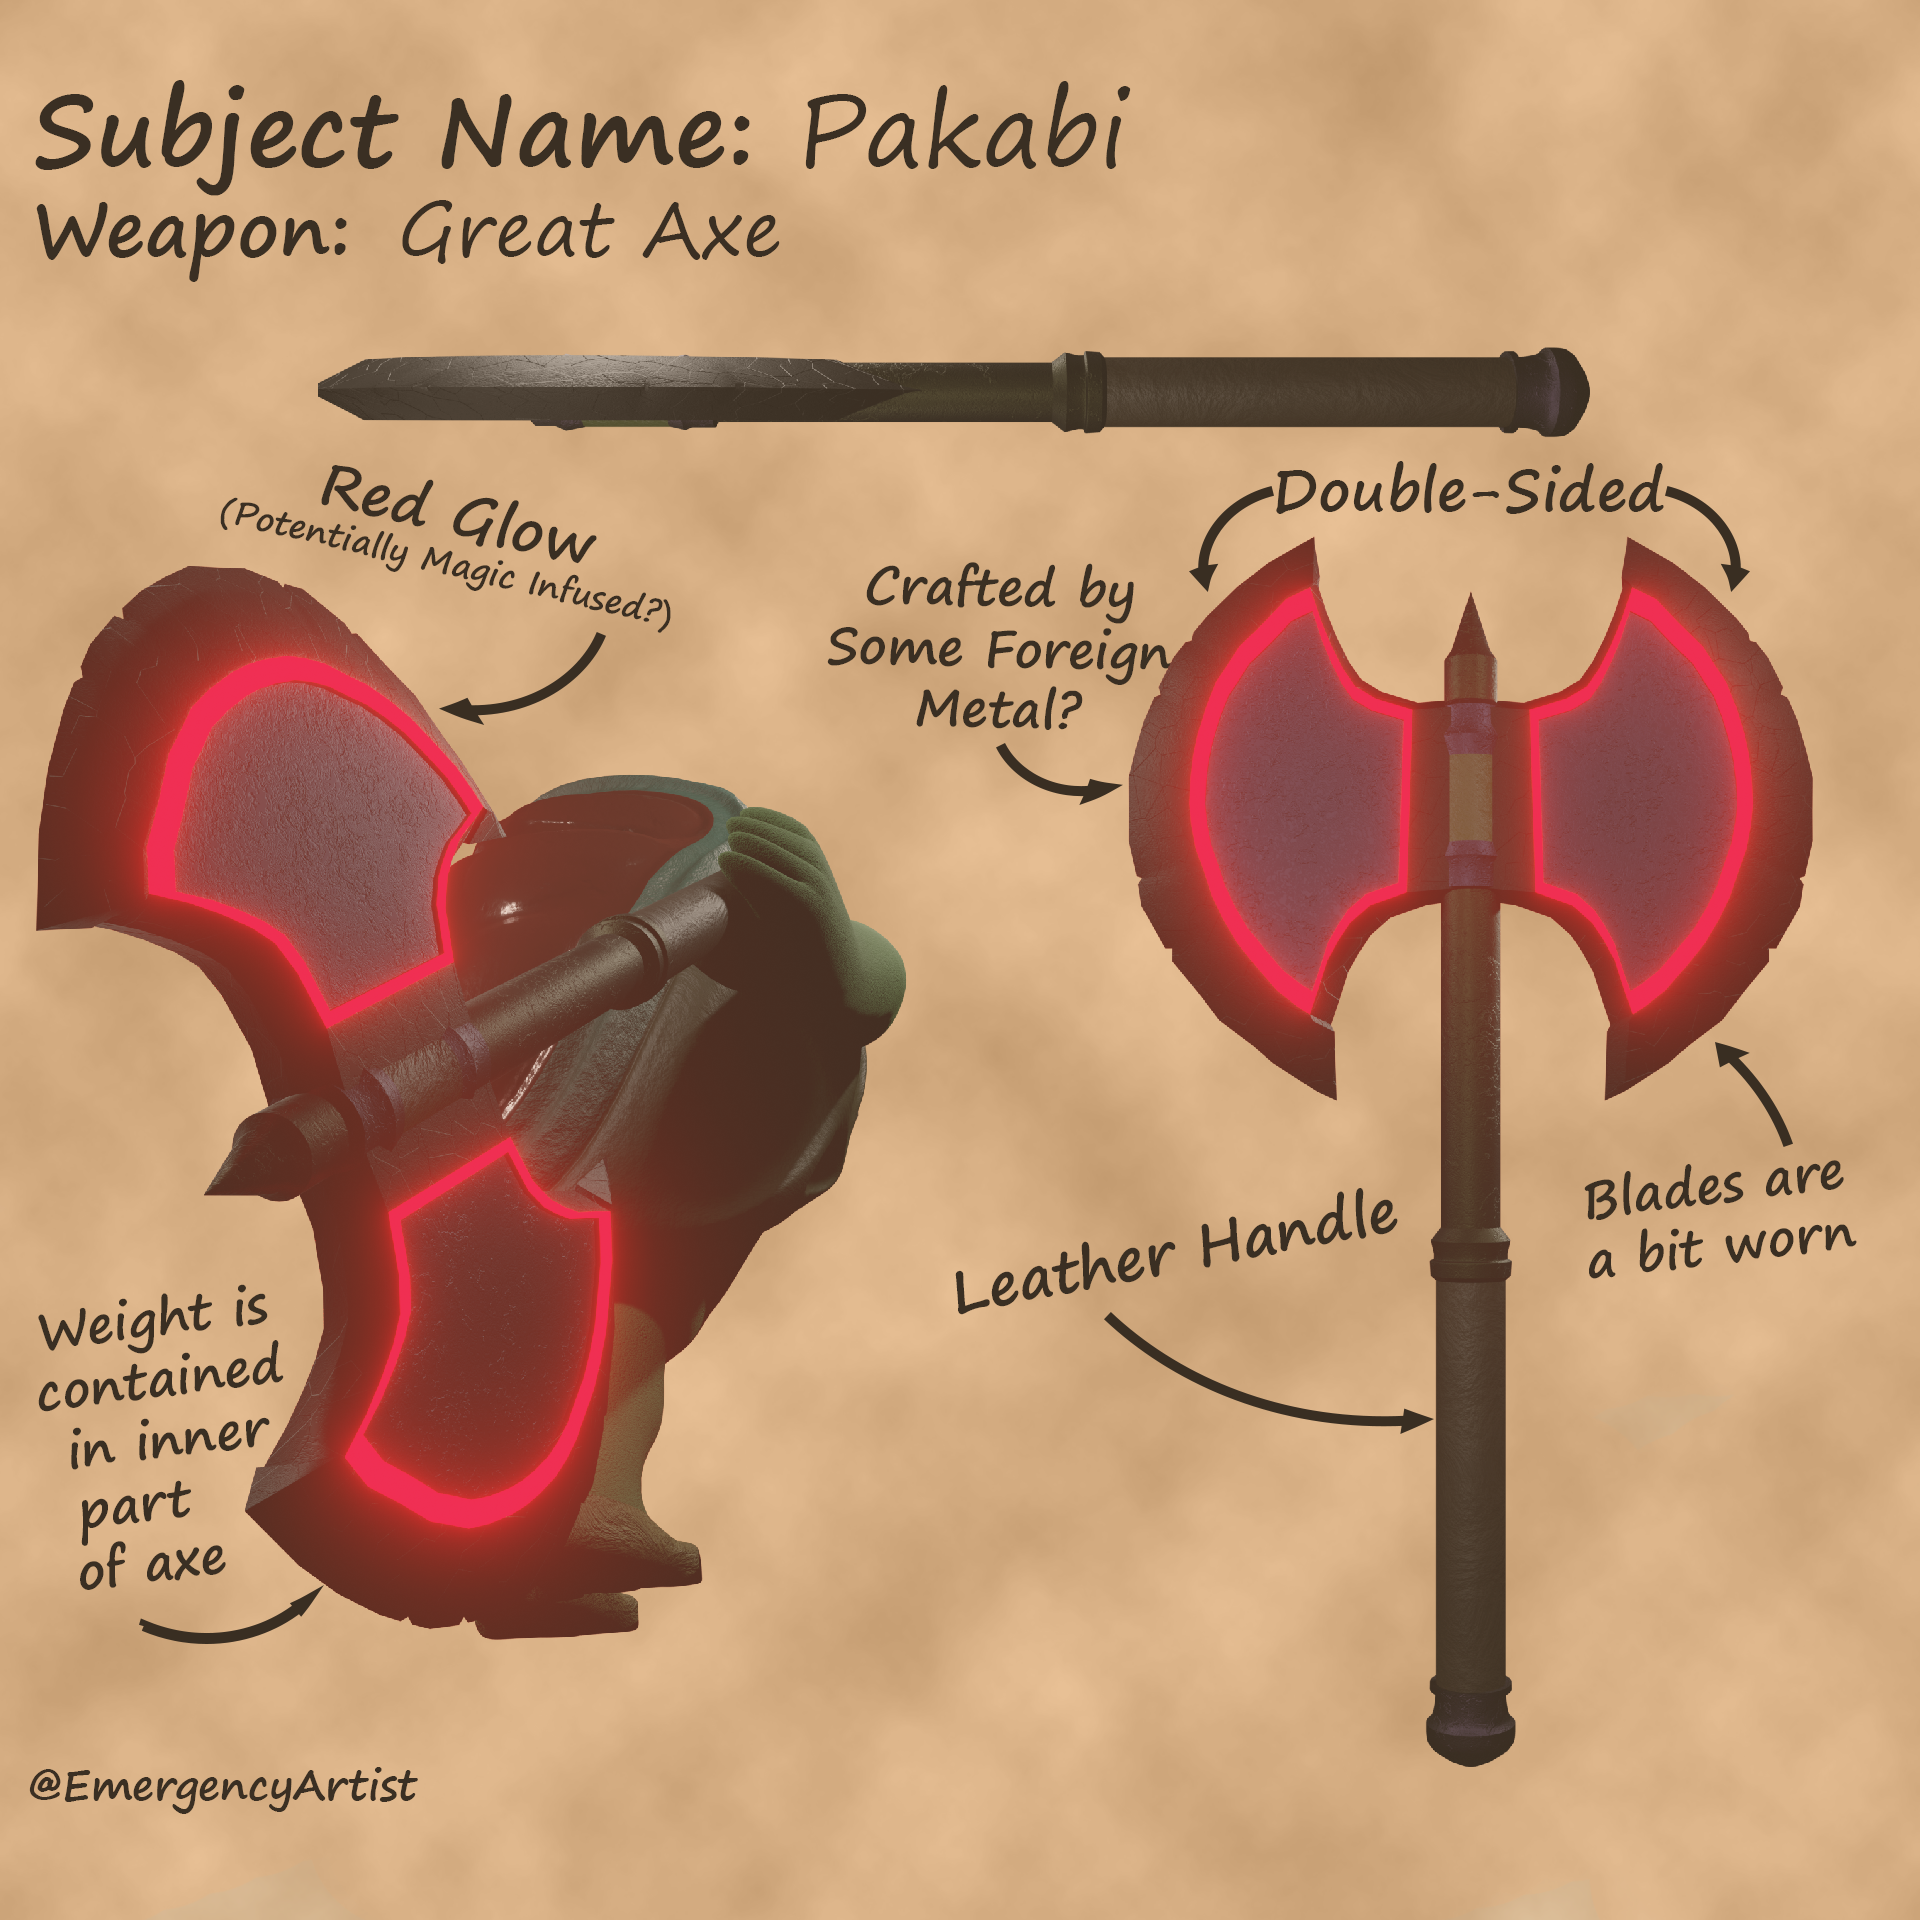 Subject Name: Pakabi
Weapon: Great Axe
Red Glow
(Potentially Magic Infused?)
Double-Sided
Crafted by
Some Foreign
Metal?
Blades are
a bit worn
Leather Handle
Weight is
contained
in inner
part
of axe
@EmergencyArtist